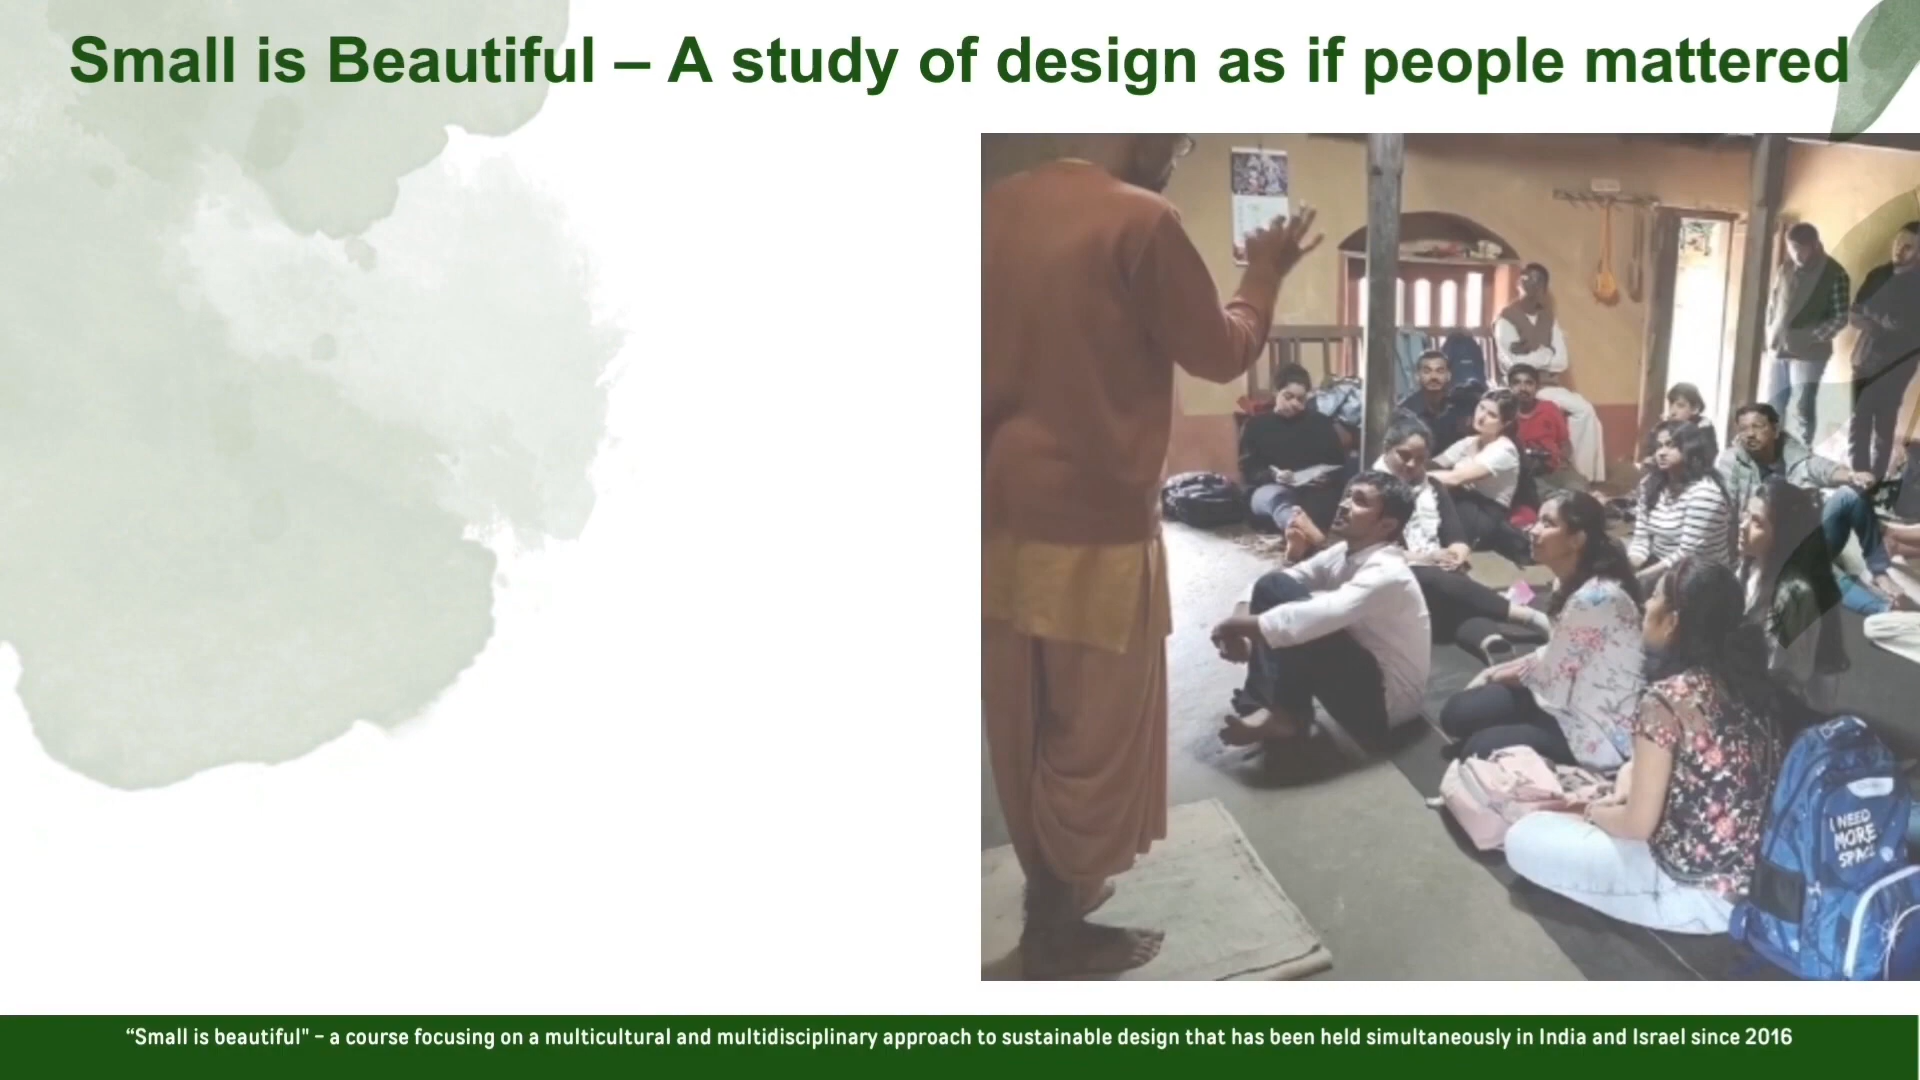 Small is Beautiful – A study of design as if people mattered
I NEED
MORE
SPACE
“Small is beautiful" – a course focusing on a multicultural and multidisciplinary approach to sustainable design that has been held simultaneously in India and Israel since 2016